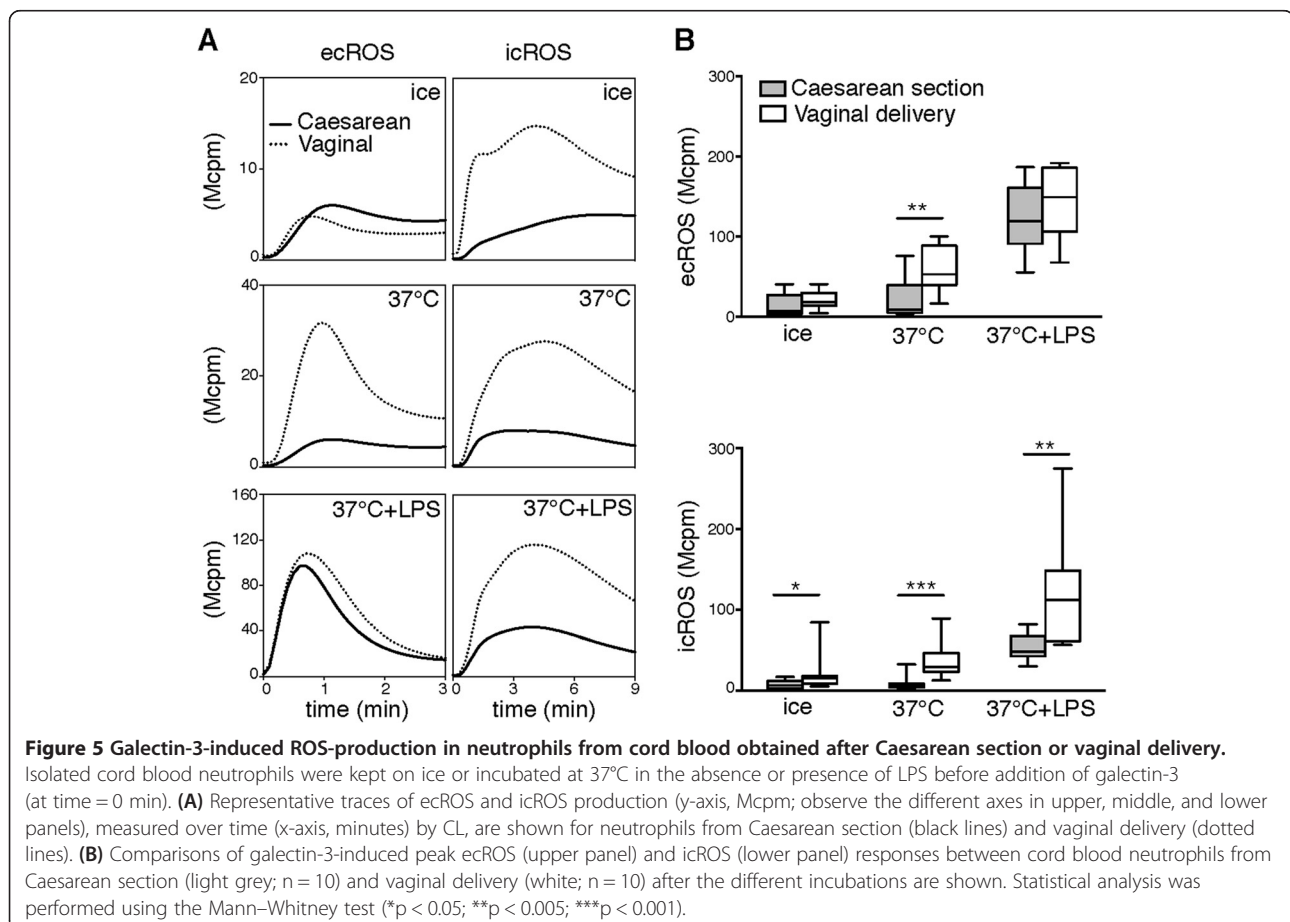 A
B
ecROS
icROS
20
10
0
(Mcpm)
ice
Caesarean
Vaginal
ice
40
20
0
(Mcpm)
37°C
37°C
160
120
80
40
0
(Mcpm)
37°C+LPS
37°C+LPS
0 1 2 3
0 3 6 9
time (min)
time (min)
300
200
100
0
ecROS (Mcpm)
Caesarean section
Vaginal delivery
**
ice
37°C
37°C+LPS
300
200
100
0
icROS (Mcpm)
*
***
**
ice
37°C
37°C+LPS
Figure 5 Galectin-3-induced ROS-production in neutrophils from cord blood obtained after Caesarean section or vaginal delivery.
Isolated cord blood neutrophils were kept on ice or incubated at 37°C in the absence or presence of LPS before addition of galectin-3
(at time = 0 min). (A) Representative traces of ecROS and icROS production (y-axis, Mcpm; observe the different axes in upper, middle, and lower
panels), measured over time (x-axis, minutes) by CL, are shown for neutrophils from Caesarean section (black lines) and vaginal delivery (dotted
lines). (B) Comparisons of galectin-3-induced peak ecROS (upper panel) and icROS (lower panel) responses between cord blood neutrophils from
Caesarean section (light grey; n = 10) and vaginal delivery (white; n = 10) after the different incubations are shown. Statistical analysis was
performed using the Mann–Whitney test (*p < 0.05; **p < 0.005; ***p < 0.001).